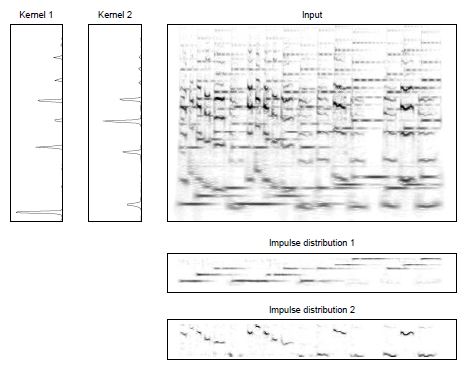 Kernel 1
Kernel 2
Input
Impulse distribution 1
Impulse distribution 2